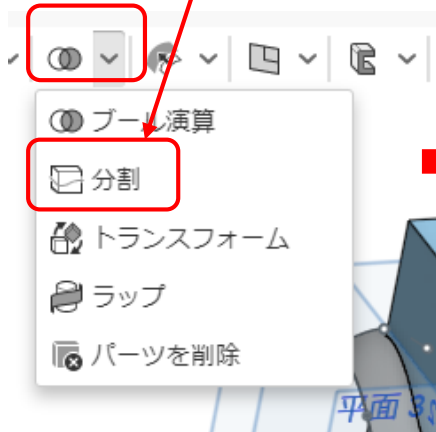 ブール演算
分割
トランスフォーム
ラップ
パーツを削除
平面 3